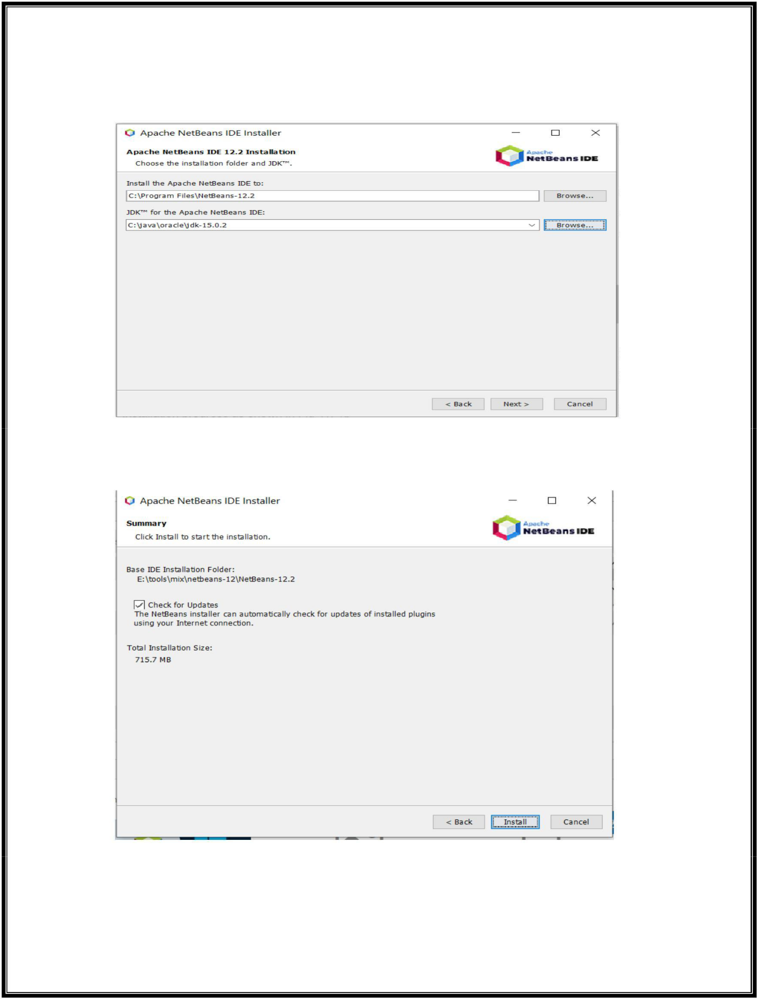 Apache NetBeans IDE Installer
Apache NetBeans IDE 12.2 Installation
Choose the installation folder and JDK™.
Apache
NetBeans IDE
Install the Apache NetBeans IDE to:
C:\Program Files\NetBeans-12.2
Browse...
JDK™ for the Apache NetBeans IDE:
C:\java\oracle\jdk-15.0.2
Browse...
< Back
Next >
Cancel
Apache NetBeans IDE Installer
Summary
Click Install to start the installation.
Apache
NetBeans IDE
Base IDE Installation Folder:
E:\tools\mix\netbeans-12\NetBeans-12.2
Check for Updates
The NetBeans installer can automatically check for updates of installed plugins
using your Internet connection.
Total Installation Size:
715.7 MB
< Back
Install
Cancel